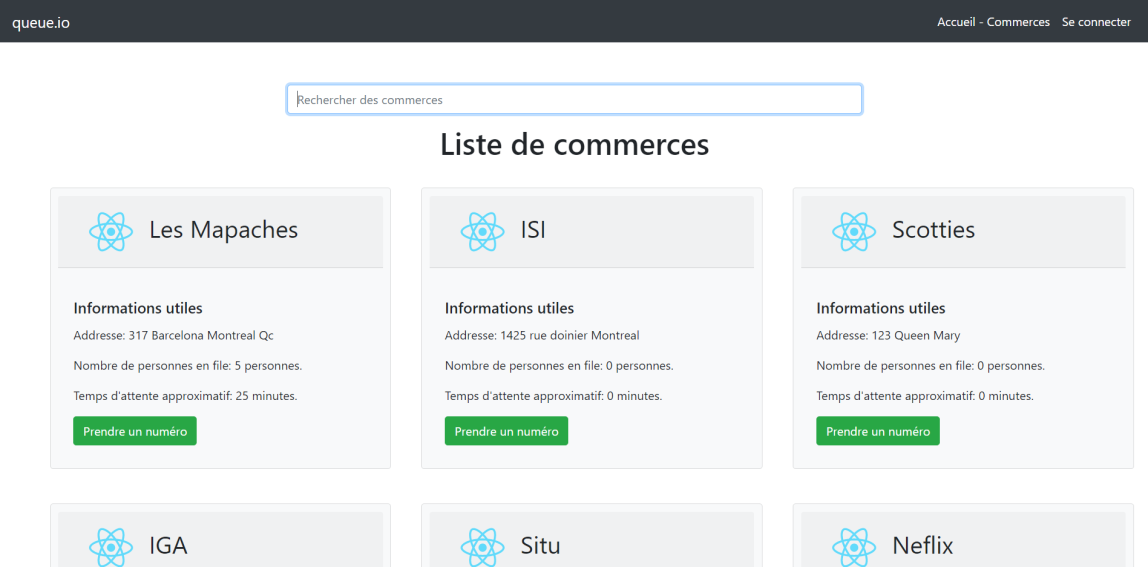 queue.io
Accueil - Commerces Se connecter
Rechercher des commerces
Liste de commerces
Les Mapaches
Informations utiles
Addresse: 317 Barcelona Montreal Qc
Nombre de personnes en file: 5 personnes.
Temps d'attente approximatif: 25 minutes.
Prendre un numéro
ISI
Informations utiles
Addresse: 1425 rue doinier Montreal
Nombre de personnes en file: 0 personnes.
Temps d'attente approximatif: 0 minutes.
Prendre un numéro
Scotties
Informations utiles
Addresse: 123 Queen Mary
Nombre de personnes en file: 0 personnes.
Temps d'attente approximatif: 0 minutes.
Prendre un numéro
IGA
Situ
Neflix